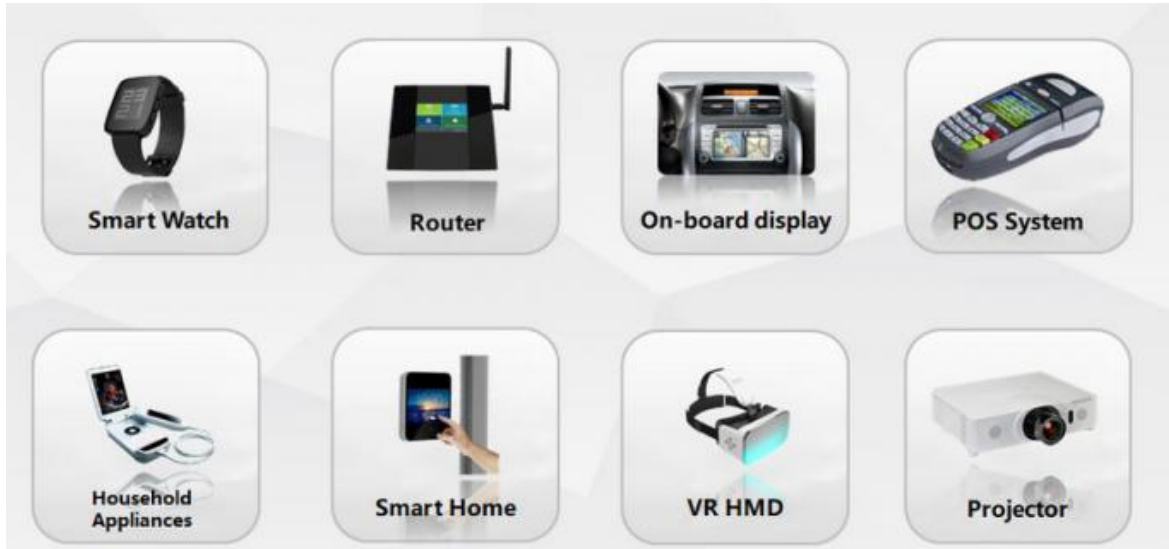 Smart Watch
Router
On-board display
POS System
Household
Appliances
Smart Home
VR HMD
Projector